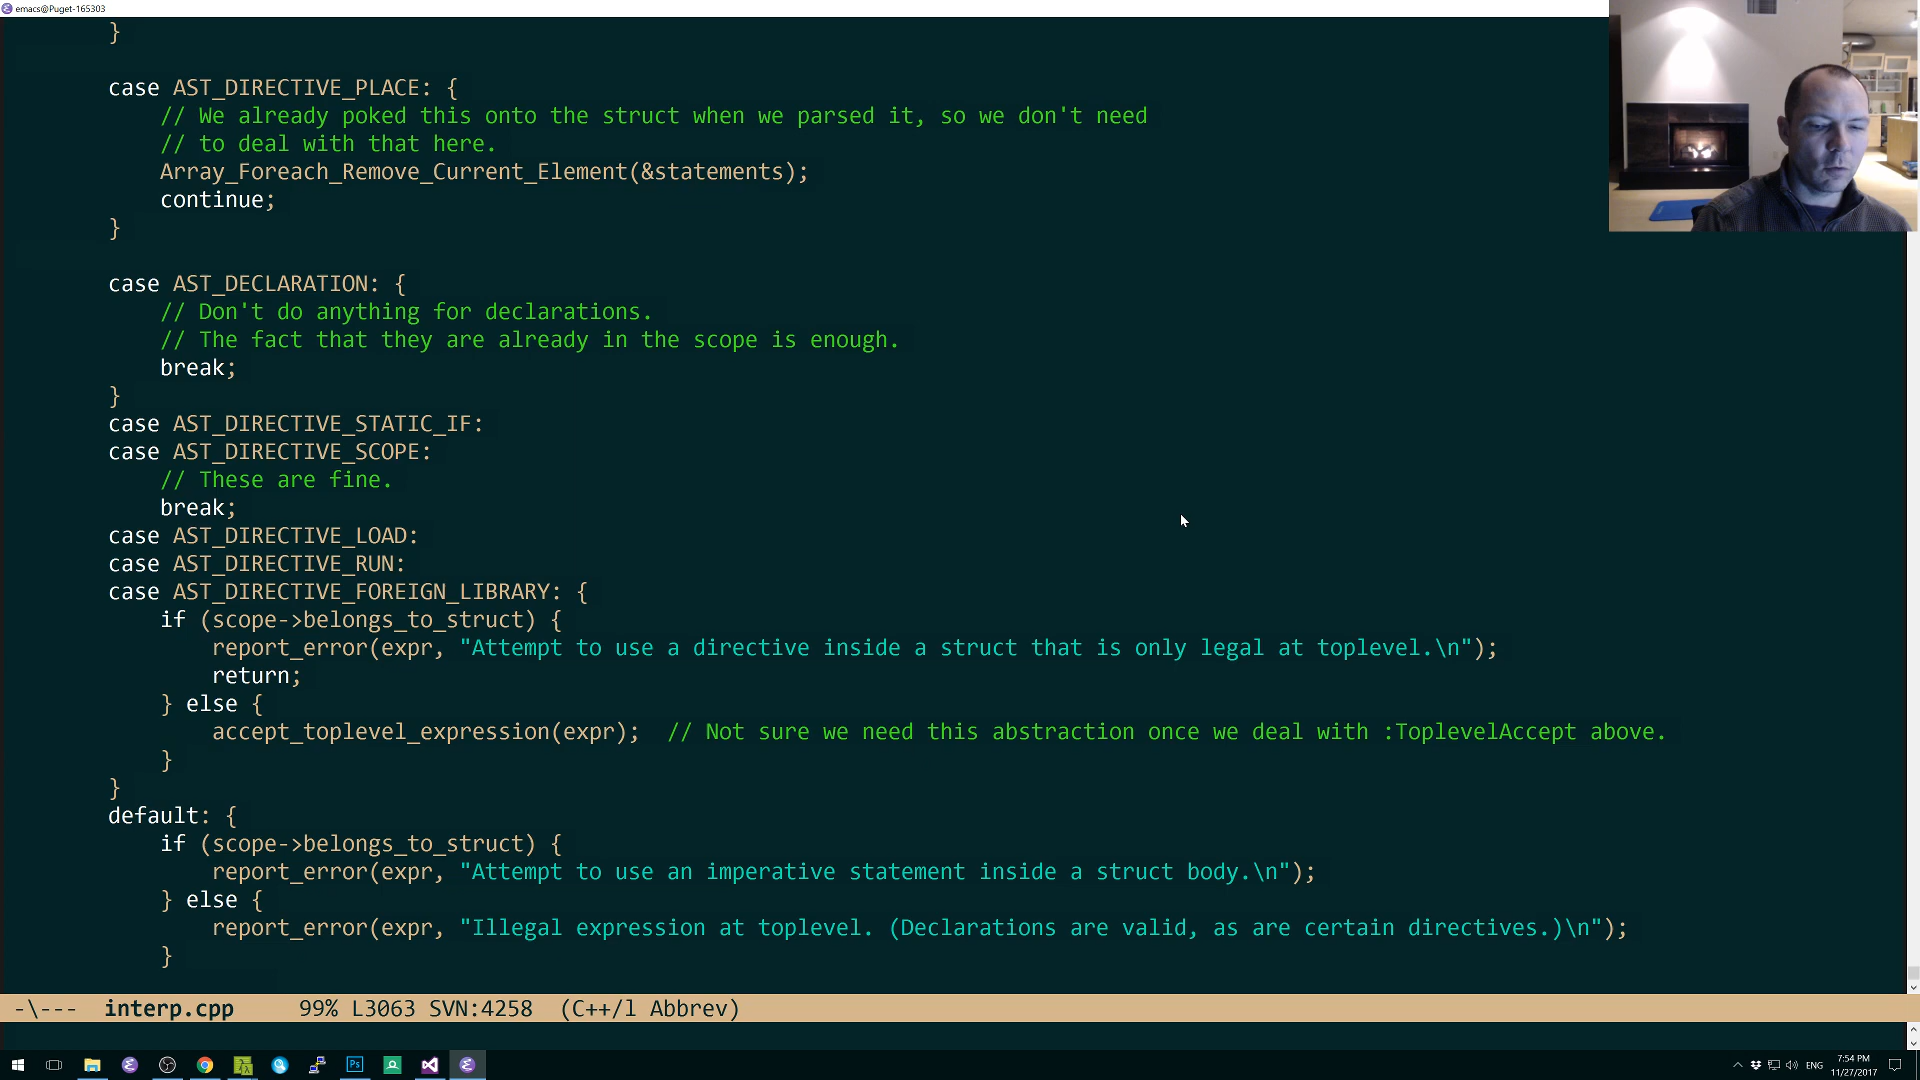 emacs@Puget-165303
}
case AST_DIRECTIVE_PLACE: {
// We already poked this onto the struct when we parsed it, so we don't need
// to deal with that here.
Array_Foreach_Remove_Current_Element(&statements);
continue;
}
case AST_DECLARATION: {
// Don't do anything for declarations.
// The fact that they are already in the scope is enough.
break;
}
case AST_DIRECTIVE_STATIC_IF:
case AST_DIRECTIVE_SCOPE:
// These are fine.
break;
case AST_DIRECTIVE_LOAD:
case AST_DIRECTIVE_RUN:
case AST_DIRECTIVE_FOREIGN_LIBRARY: {
if (scope->belongs_to_struct) {
report_error(expr, "Attempt to use a directive inside a struct that is only legal at toplevel.\n");
return;
} else {
accept_toplevel_expression(expr);  // Not sure we need this abstraction once we deal with :ToplevelAccept above.
}
}
default: {
if (scope->belongs_to_struct) {
report_error(expr, "Attempt to use an imperative statement inside a struct body.\n");
} else {
report_error(expr, "Illegal expression at toplevel. (Declarations are valid, as are certain directives.)\n");
}
-\---  interp.cpp     99% L3063 SVN:4258  (C++/l Abbrev)
Ps
ENG
7:54 PM
11/27/2017